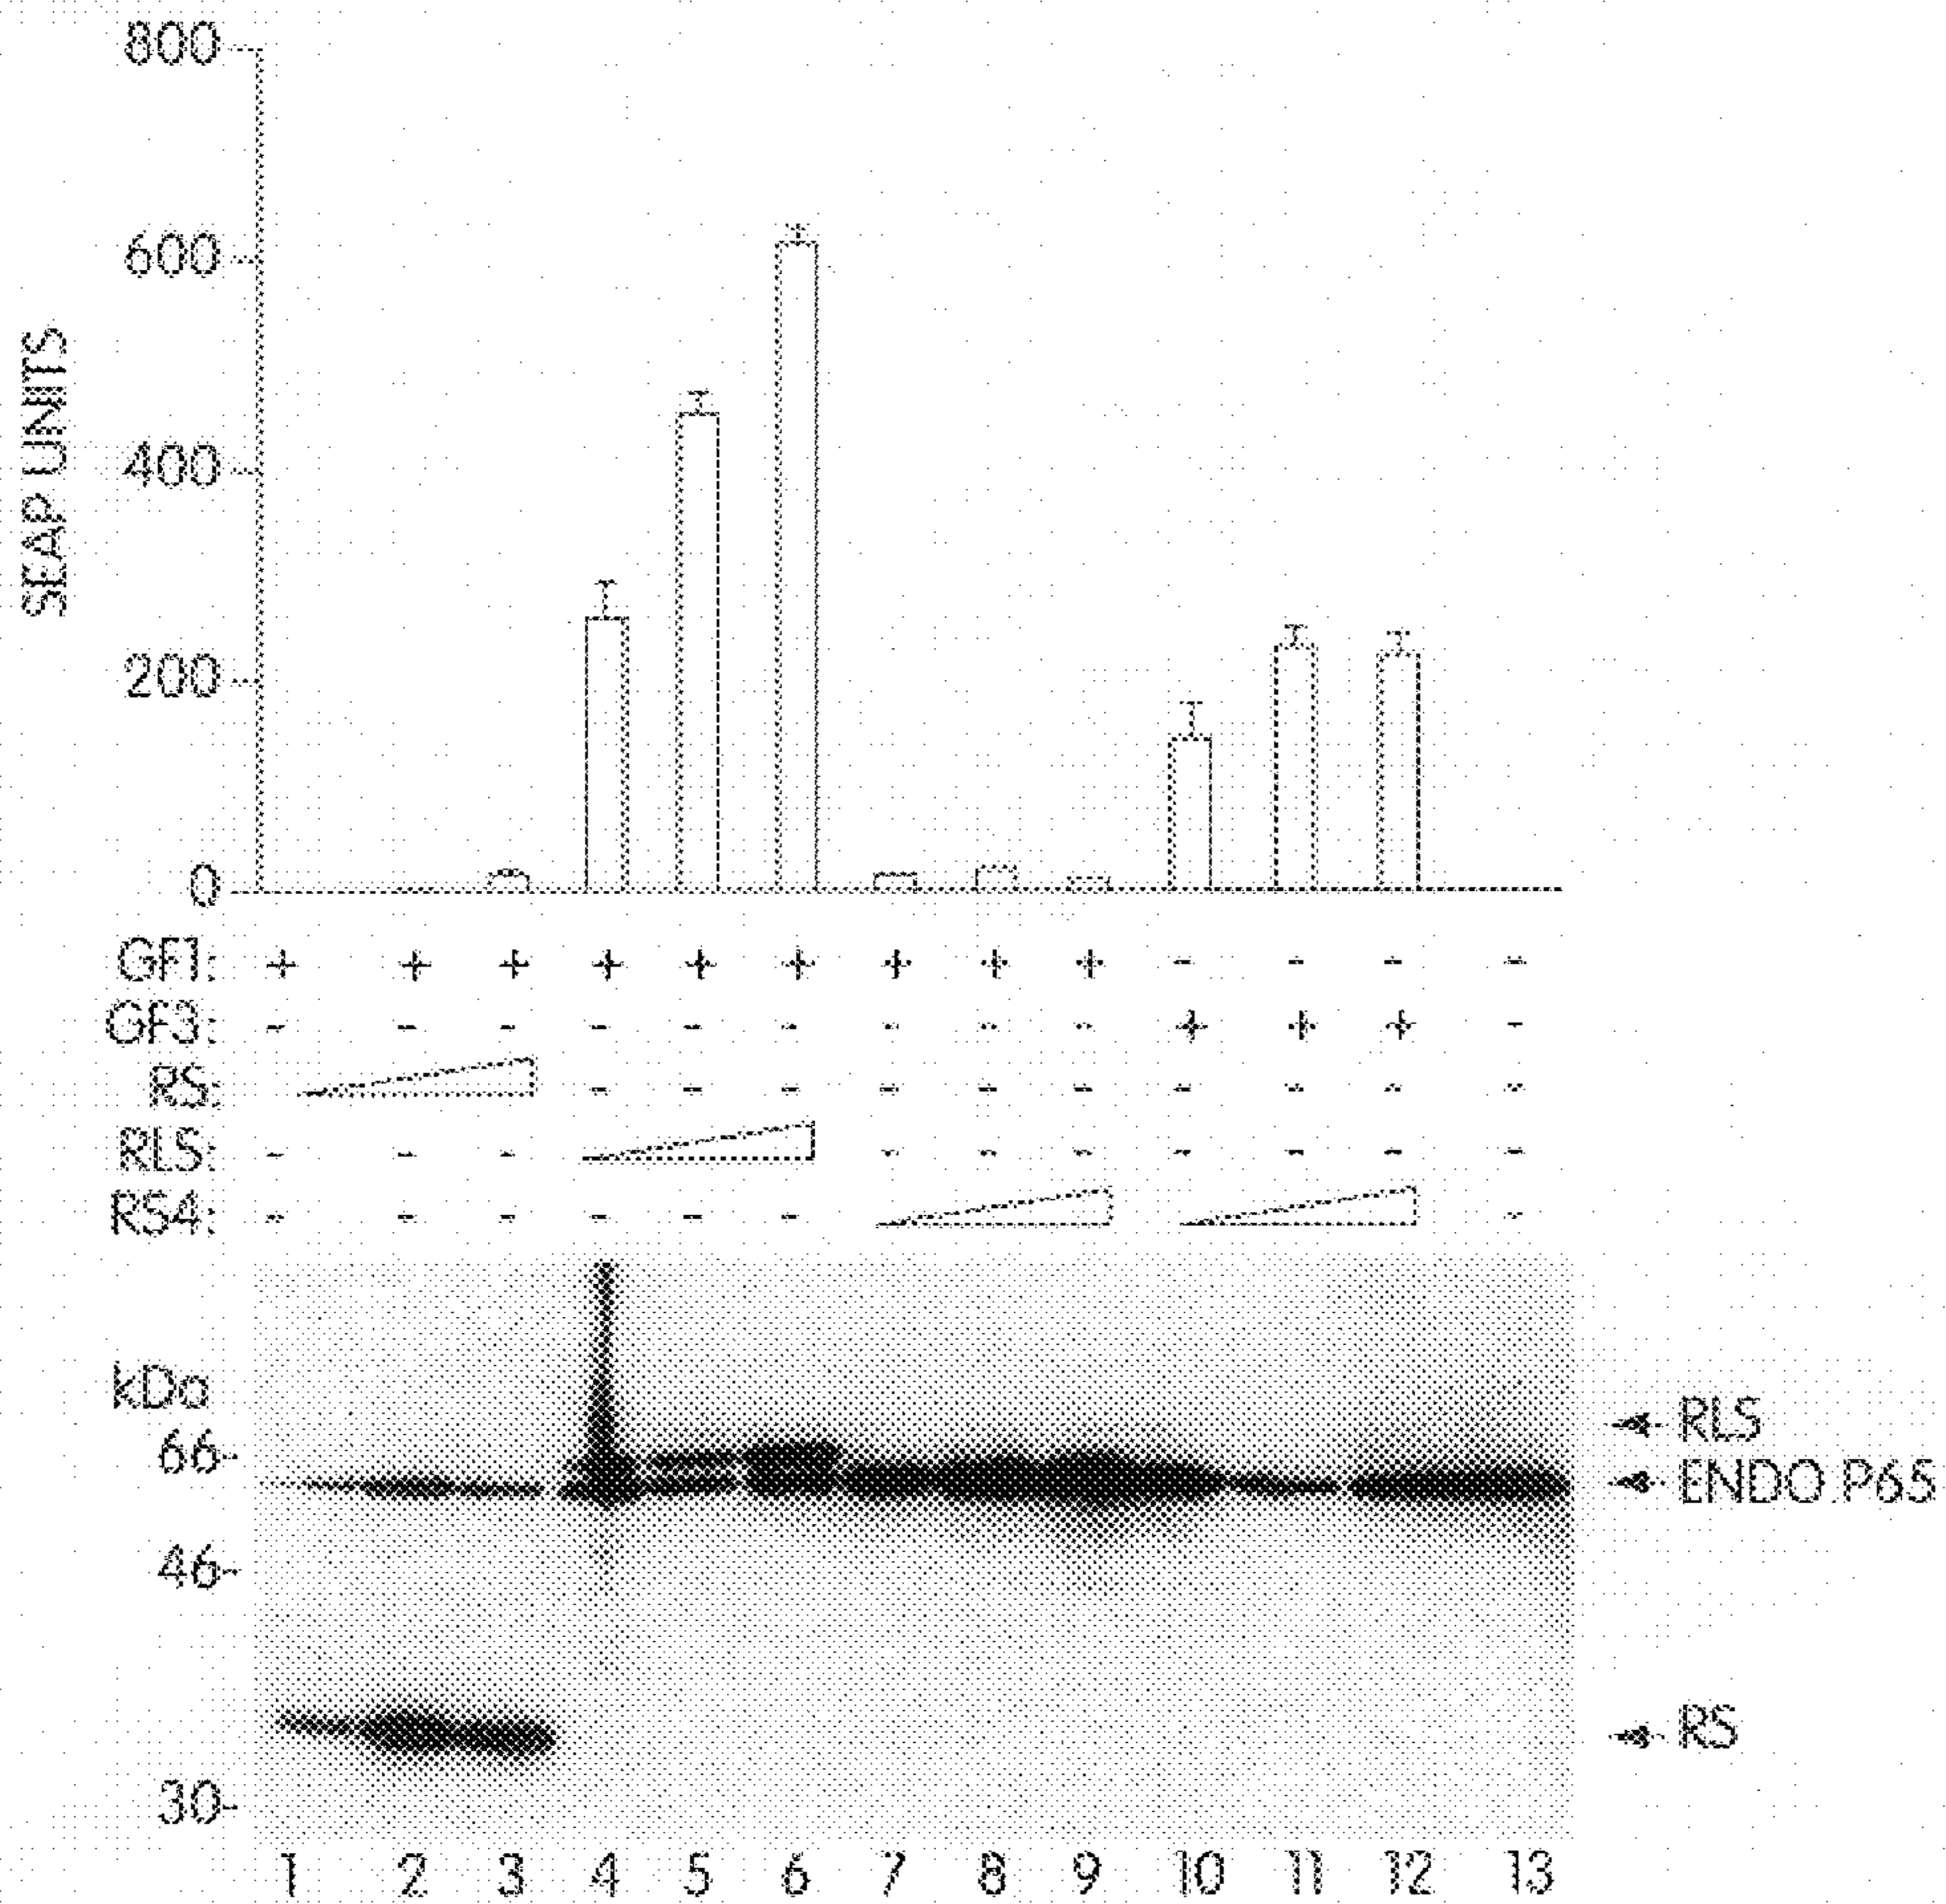 800
600
400
200
0
SEAP UNITS
GF1: + + + + + + + + + - - - -
GF3: - - - - - - - - - + + + -
RS: - - - - - - - - - -
RLS: - - - - - - - - - -
RS4: - - - - - - -
kDa
66-
46-
30-
RLS
ENDO.P65
RS
1 2 3 4 5 6 7 8 9 10 11 12 13